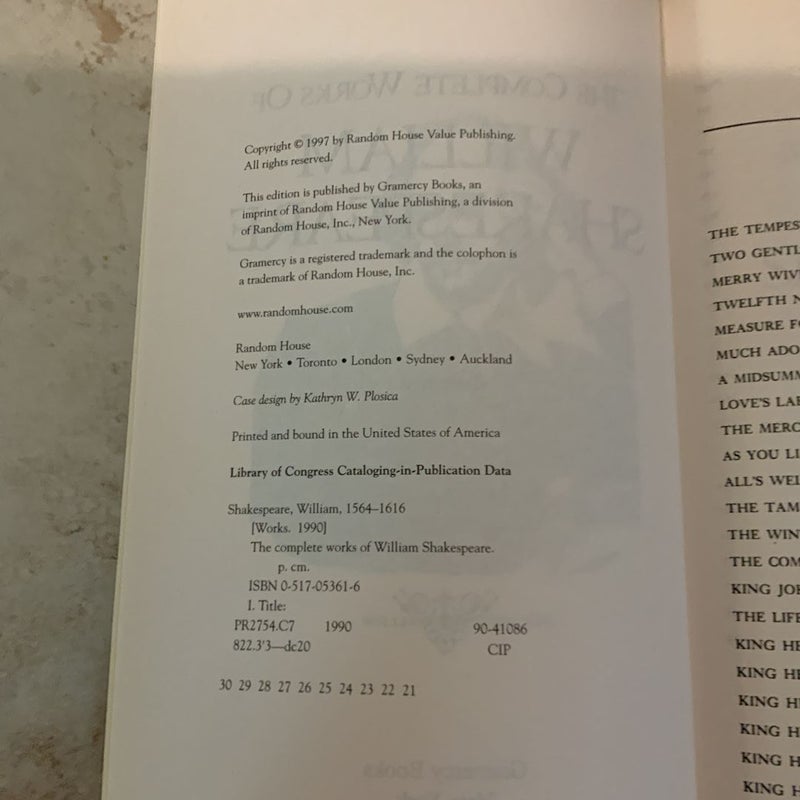 Copyright © 1997 by Random House Value Publishing.
All rights reserved.
This edition is published by Gramercy Books, an
imprint of Random House Value Publishing, a division
of Random House, Inc., New York.
Gramercy is a registered trademark and the colophon is
a trademark of Random House, Inc.
www.randomhouse.com
Random House
New York • Toronto • London • Sydney • Auckland
Case design by Kathryn W. Plosica
Printed and bound in the United States of America
Library of Congress Cataloging-in-Publication Data
Shakespeare, William, 1564–1616
[Works. 1990]
The complete works of William Shakespeare.
p. cm.
ISBN 0-517-05361-6
I. Title:
PR2754.C7 1990 90-41086
822.3'3—dc20 CIP
30 29 28 27 26 25 24 23 22 21
THE TEMPES
TWO GENTL
MERRY WIV
TWELFTH N
MEASURE FO
MUCH ADO
A MIDSUMM
LOVE'S LAB
THE MERC
AS YOU LI
ALL'S WEL
THE TAM
THE WIN
THE COM
KING JOH
THE LIFE
KING HE
KING HE
KING H
KING H
KING H
KING H